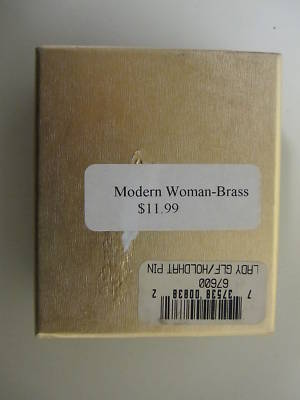 Modern Woman-Brass
$11.99
LADY GLF/HOLDHAT PIN
67600
7 37538 00838 2